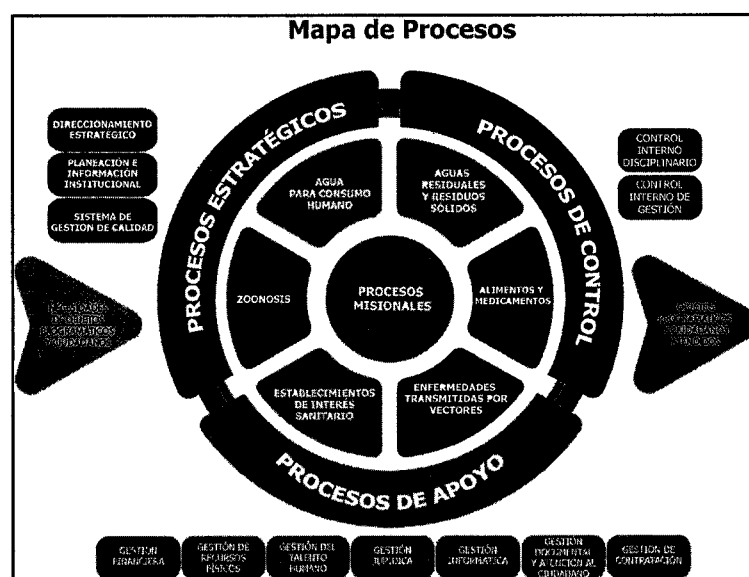 Mapa de Procesos
DIRECCIONAMIENTO
ESTRATÉGICO
PLANEACIÓN E
INFORMACIÓN
INSTITUCIONAL
SISTEMA DE
GESTION DE CALIDAD
PROCESOS ESTRATÉGICOS
PROCESOS DE CONTROL
CONTROL
INTERNO
DISCIPLINARIO
CONTROL
INTERNO DE
GESTIÓN
AGUA
PARA CONSUMO
HUMANO
AGUAS
RESIDUALES
Y RESIDUOS
SÓLIDOS
ZOONOSIS
PROCESOS
MISIONALES
ALIMENTOS Y
MEDICAMENTOS
ESTABLECIMIENTOS
DE INTERÉS
SANITARIO
ENFERMEDADES
TRANSMITIDAS POR
VECTORES
PROCESOS DE APOYO
GESTIÓN
FINANCIERA
GESTIÓN DE
RECURSOS
FÍSICOS
GESTIÓN DEL
TALENTO
HUMANO
GESTIÓN
JURÍDICA
GESTIÓN
INFORMATICA
GESTIÓN
DOCUMENTAL
Y ATENCIÓN AL
CIUDADANO
GESTIÓN DE
CONTRATACIÓN